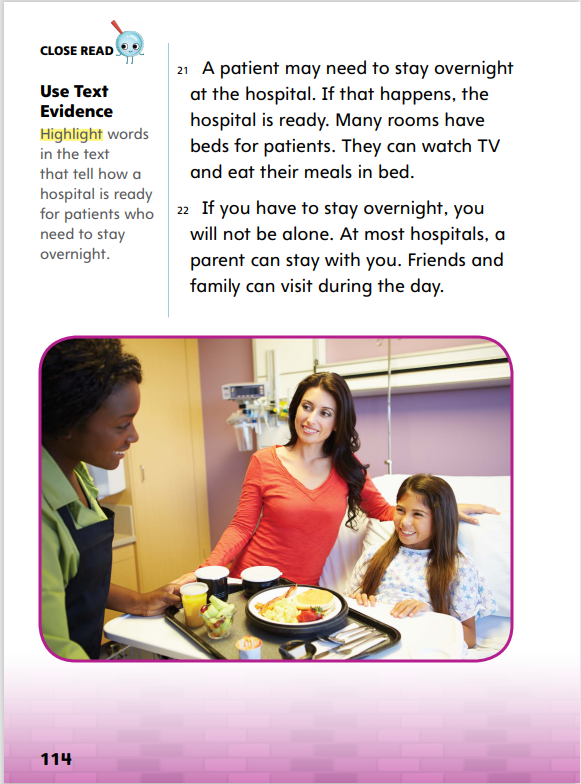 CLOSE READ
Use Text
Evidence
Highlight words
in the text
that tell how a
hospital is ready
for patients who
need to stay
overnight.
21 A patient may need to stay overnight
at the hospital. If that happens, the
hospital is ready. Many rooms have
beds for patients. They can watch TV
and eat their meals in bed.
22 If you have to stay overnight, you
will not be alone. At most hospitals, a
parent can stay with you. Friends and
family can visit during the day.
114